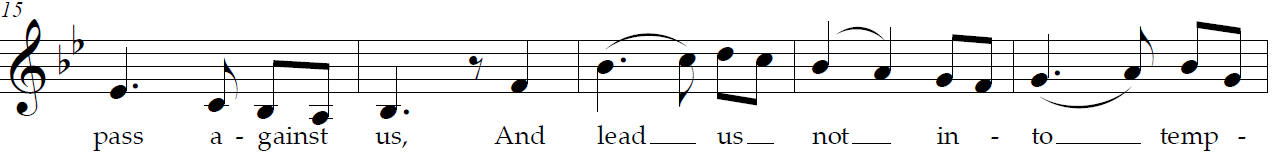 15
pass a - gainst us, And lead us not in - to temp -